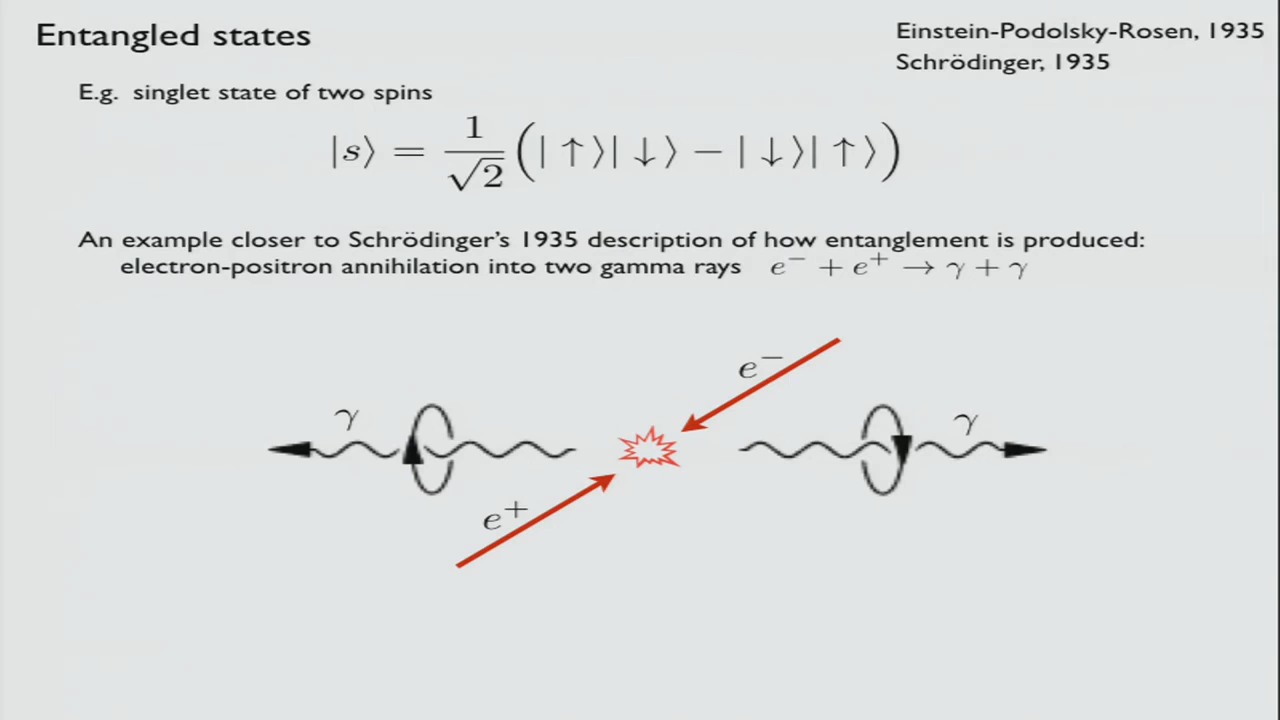 Entangled states
Einstein-Podolsky-Rosen, 1935
Schrödinger, 1935
E.g. singlet state of two spins
|s⟩ = 1/√2 (|↑⟩|↓⟩ − |↓⟩|↑⟩)
An example closer to Schrödinger's 1935 description of how entanglement is produced:
electron-positron annihilation into two gamma rays e⁻ + e⁺ → γ + γ
e⁻
γ
γ
e⁺